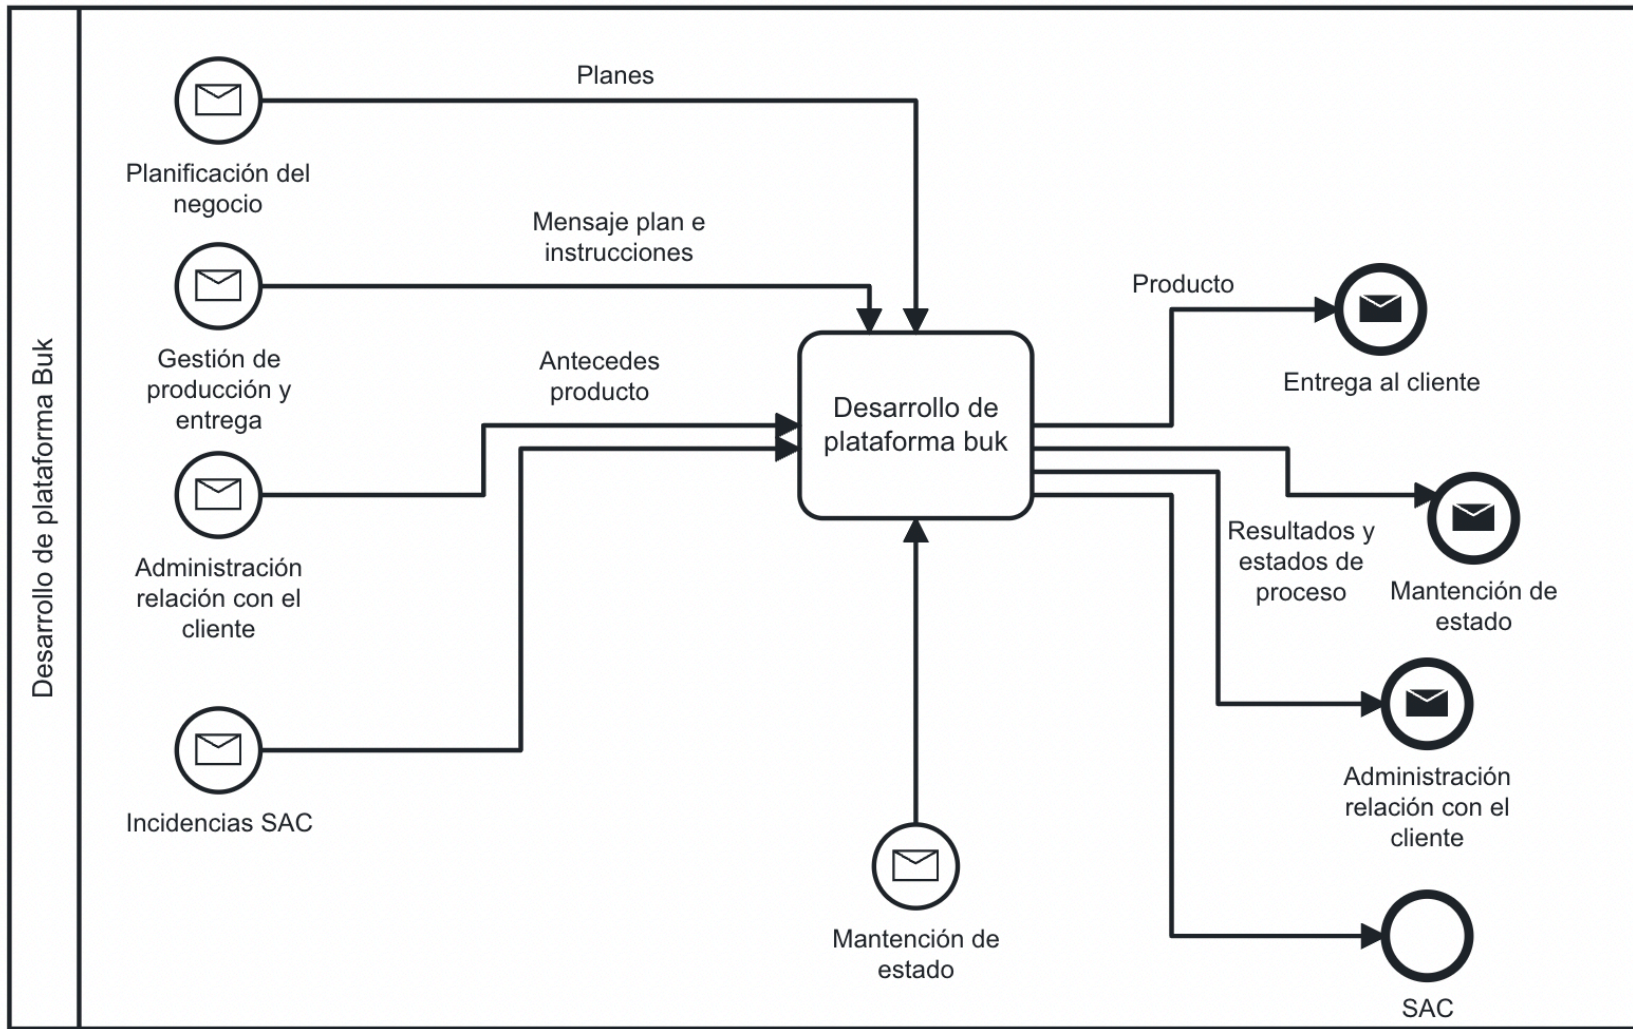 Desarrollo de plataforma Buk
Planes
Planificación del
negocio
Mensaje plan e
instrucciones
Gestión de
producción y
entrega
Antecedes
producto
Administración
relación con el
cliente
Incidencias SAC
Desarrollo de
plataforma buk
Mantención de
estado
Producto
Entrega al cliente
Resultados y
estados de
proceso
Mantención de
estado
Administración
relación con el
cliente
SAC